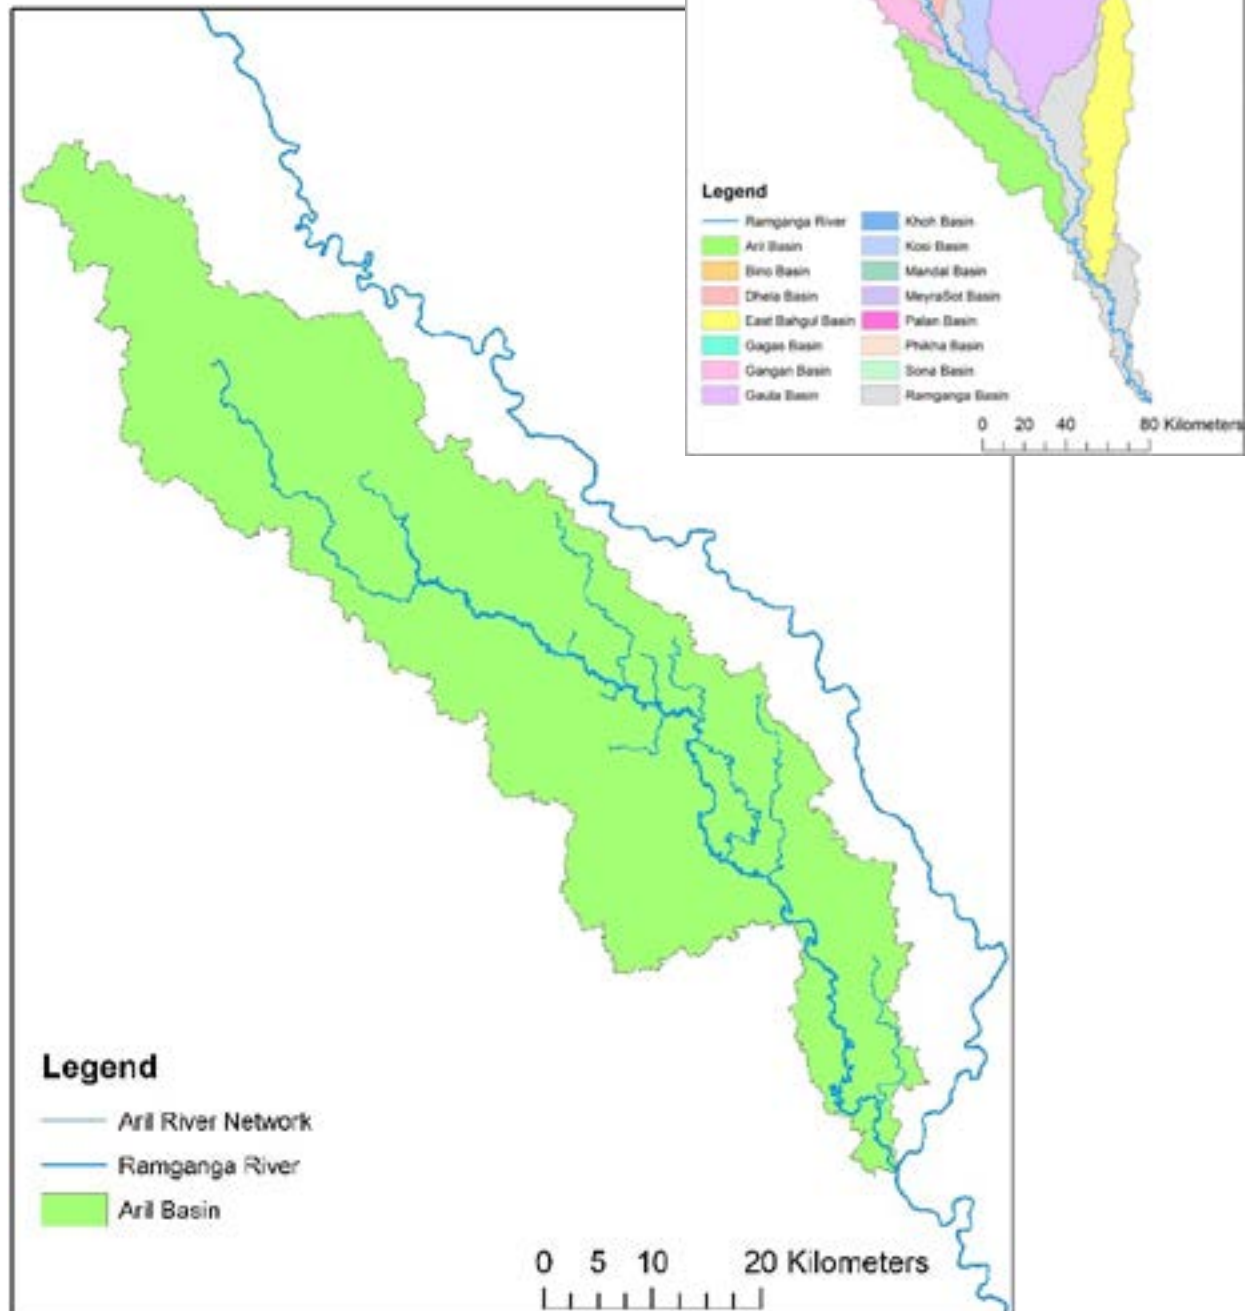 Legend
Ramganga River
Khoh Basin
Aril Basin
Kosi Basin
Bino Basin
Mandal Basin
Dhela Basin
MeyraSot Basin
East Bahgul Basin
Palan Basin
Gagas Basin
Phikha Basin
Gangan Basin
Sona Basin
Gaula Basin
Ramganga Basin
0 20 40 80 Kilometers
Legend
Aril River Network
Ramganga River
Aril Basin
0 5 10 20 Kilometers